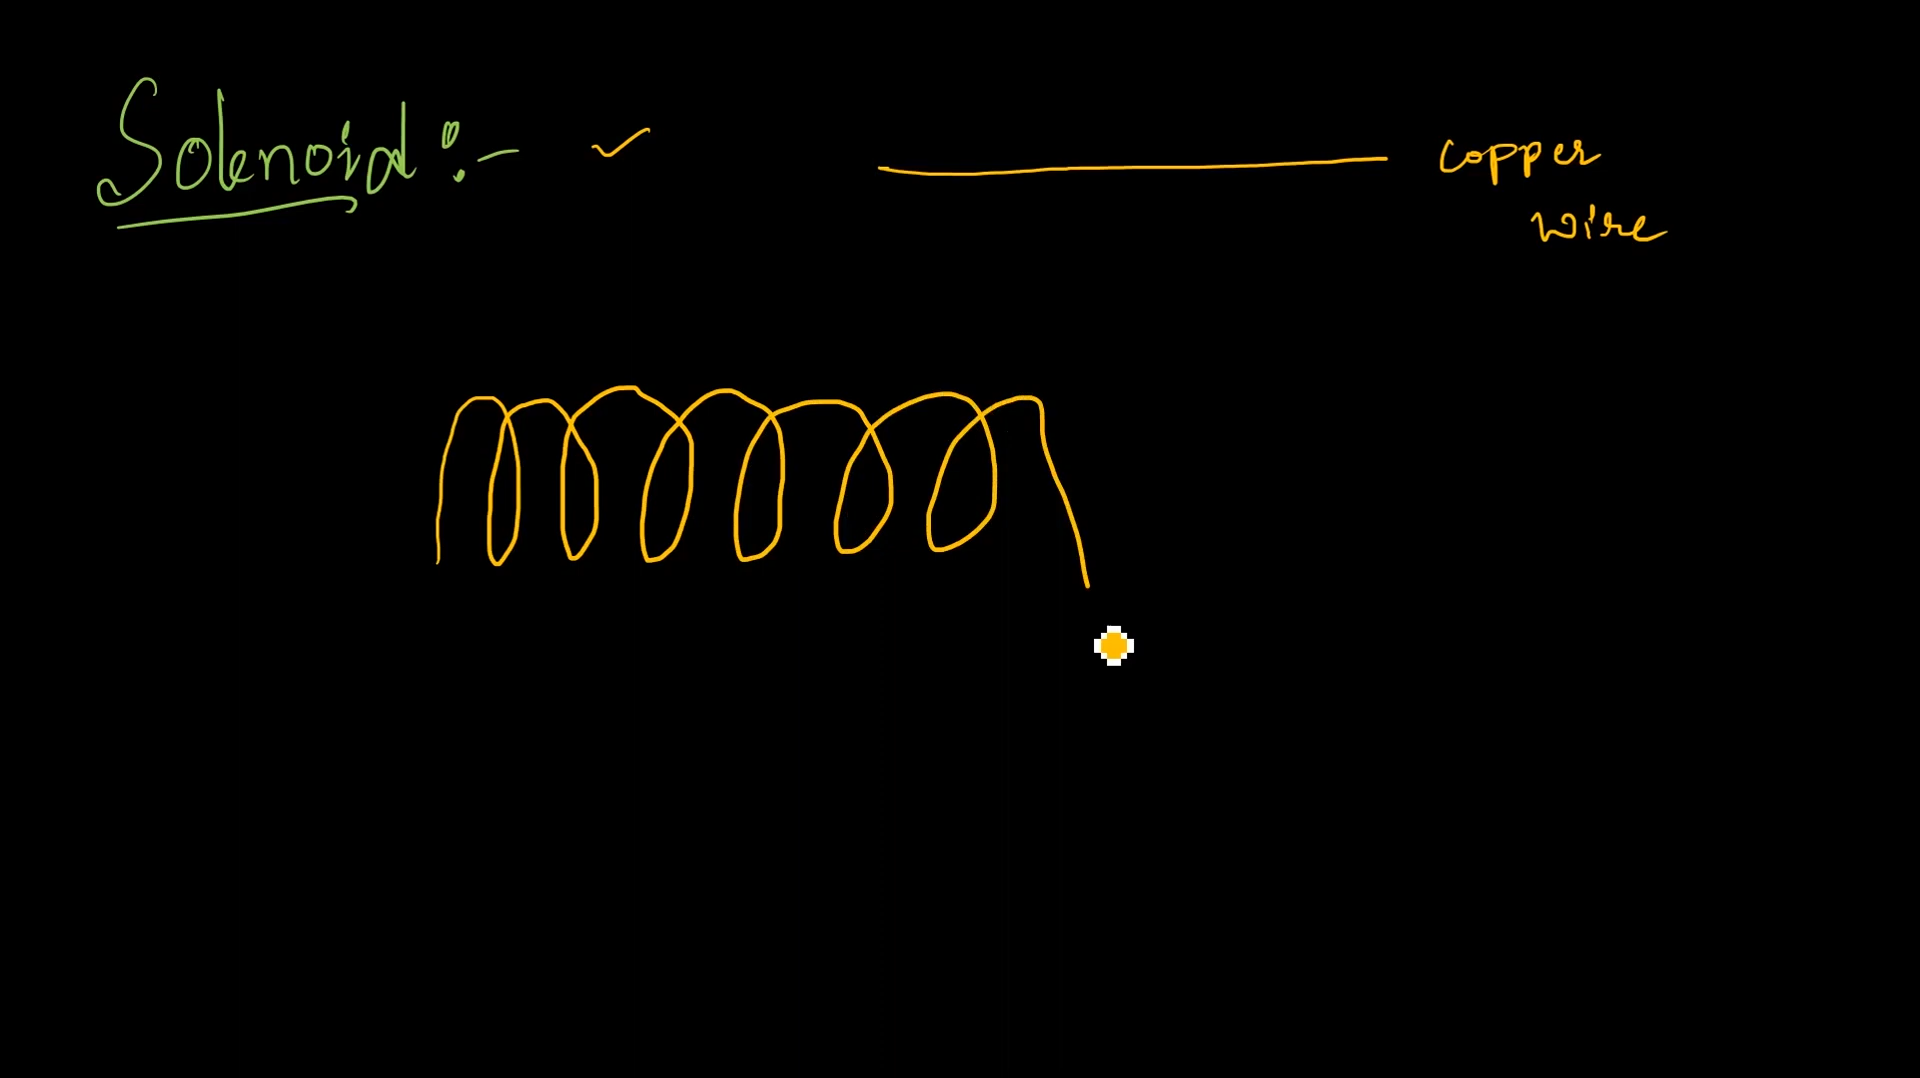 Solenoid :- ✓
copper
wire